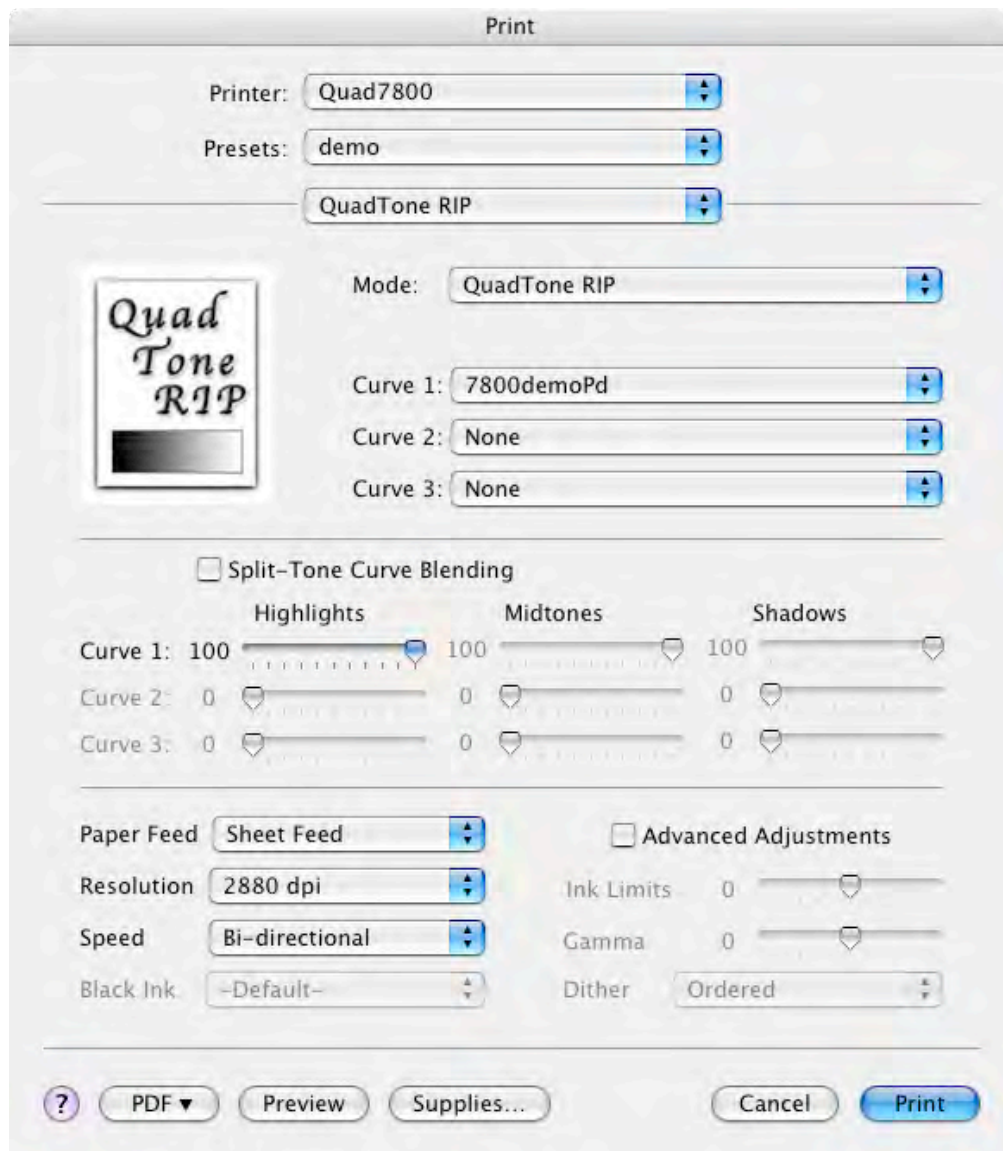 Print
Printer: Quad7800
Presets: demo
QuadTone RIP
Quad
Tone
RIP
Mode: QuadTone RIP
Curve 1: 7800demoPd
Curve 2: None
Curve 3: None
Split-Tone Curve Blending
Highlights Midtones Shadows
Curve 1: 100 100 100
Curve 2: 0 0 0
Curve 3: 0 0 0
Paper Feed Sheet Feed
Resolution 2880 dpi
Speed Bi-directional
Black Ink -Default-
Advanced Adjustments
Ink Limits 0
Gamma 0
Dither Ordered
? PDF ▼ Preview Supplies... Cancel Print